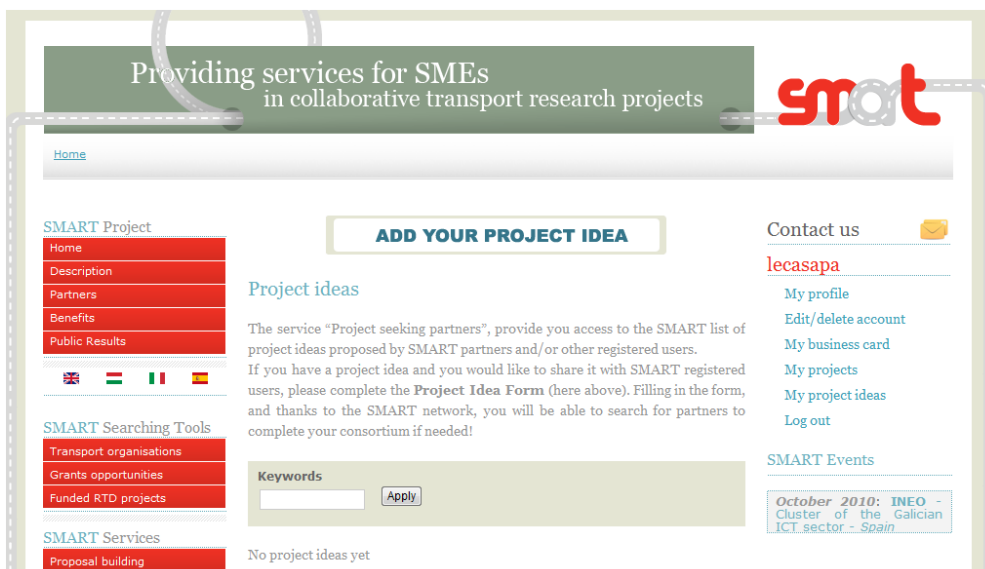 Providing services for SMEs
in collaborative transport research projects
smart
Home
SMART Project
Home
Description
Partners
Benefits
Public Results
SMART Searching Tools
Transport organisations
Grants opportunities
Funded RTD projects
SMART Services
Proposal building
ADD YOUR PROJECT IDEA
Project ideas
The service “Project seeking partners”, provide you access to the SMART list of
project ideas proposed by SMART partners and/or other registered users.
If you have a project idea and you would like to share it with SMART registered
users, please complete the Project Idea Form (here above). Filling in the form,
and thanks to the SMART network, you will be able to search for partners to
complete your consortium if needed!
Keywords
Apply
No project ideas yet
Contact us
lecasapa
My profile
Edit/delete account
My business card
My projects
My project ideas
Log out
SMART Events
October 2010: INEO -
Cluster of the Galician
ICT sector - Spain